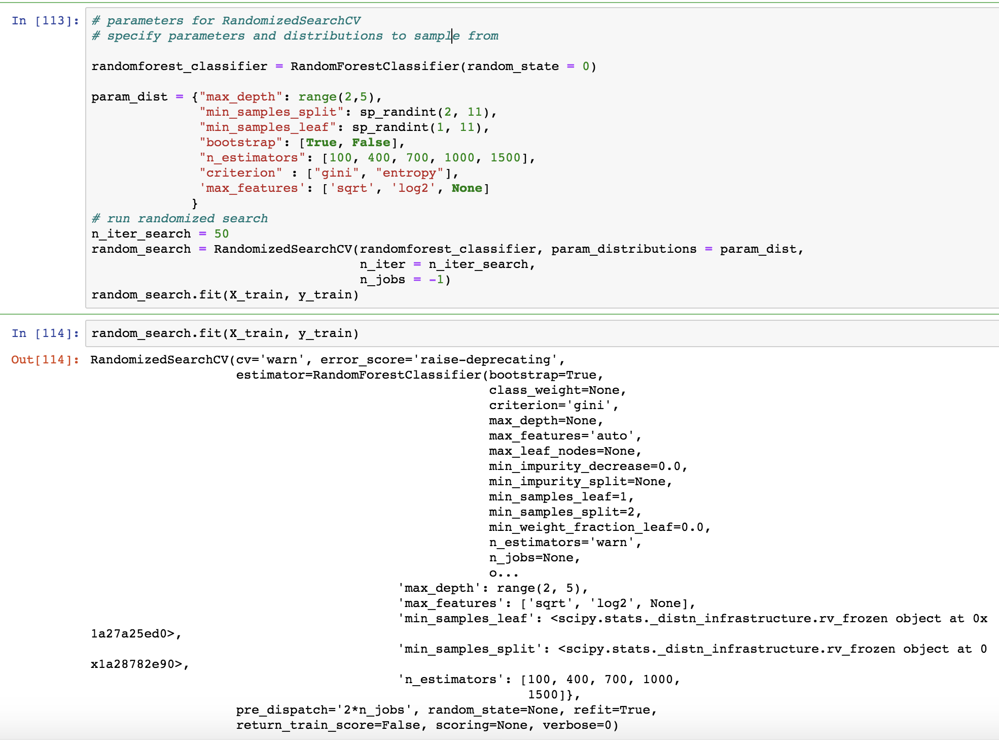 In [113]:
# parameters for RandomizedSearchCV
# specify parameters and distributions to sample from
randomforest_classifier = RandomForestClassifier(random_state = 0)
param_dist = {"max_depth": range(2,5),
"min_samples_split": sp_randint(2, 11),
"min_samples_leaf": sp_randint(1, 11),
"bootstrap": [True, False],
"n_estimators": [100, 400, 700, 1000, 1500],
"criterion" : ["gini", "entropy"],
'max_features': ['sqrt', 'log2', None]
}
# run randomized search
n_iter_search = 50
random_search = RandomizedSearchCV(randomforest_classifier, param_distributions = param_dist,
n_iter = n_iter_search,
n_jobs = -1)
random_search.fit(X_train, y_train)
In [114]:
random_search.fit(X_train, y_train)
Out[114]:
RandomizedSearchCV(cv='warn', error_score='raise-deprecating',
estimator=RandomForestClassifier(bootstrap=True,
class_weight=None,
criterion='gini',
max_depth=None,
max_features='auto',
max_leaf_nodes=None,
min_impurity_decrease=0.0,
min_impurity_split=None,
min_samples_leaf=1,
min_samples_split=2,
min_weight_fraction_leaf=0.0,
n_estimators='warn',
n_jobs=None,
o...
'max_depth': range(2, 5),
'max_features': ['sqrt', 'log2', None],
'min_samples_leaf': <scipy.stats._distn_infrastructure.rv_frozen object at 0x
1a27a25ed0>,
'min_samples_split': <scipy.stats._distn_infrastructure.rv_frozen object at 0
x1a28782e90>,
'n_estimators': [100, 400, 700, 1000,
1500]},
pre_dispatch='2*n_jobs', random_state=None, refit=True,
return_train_score=False, scoring=None, verbose=0)